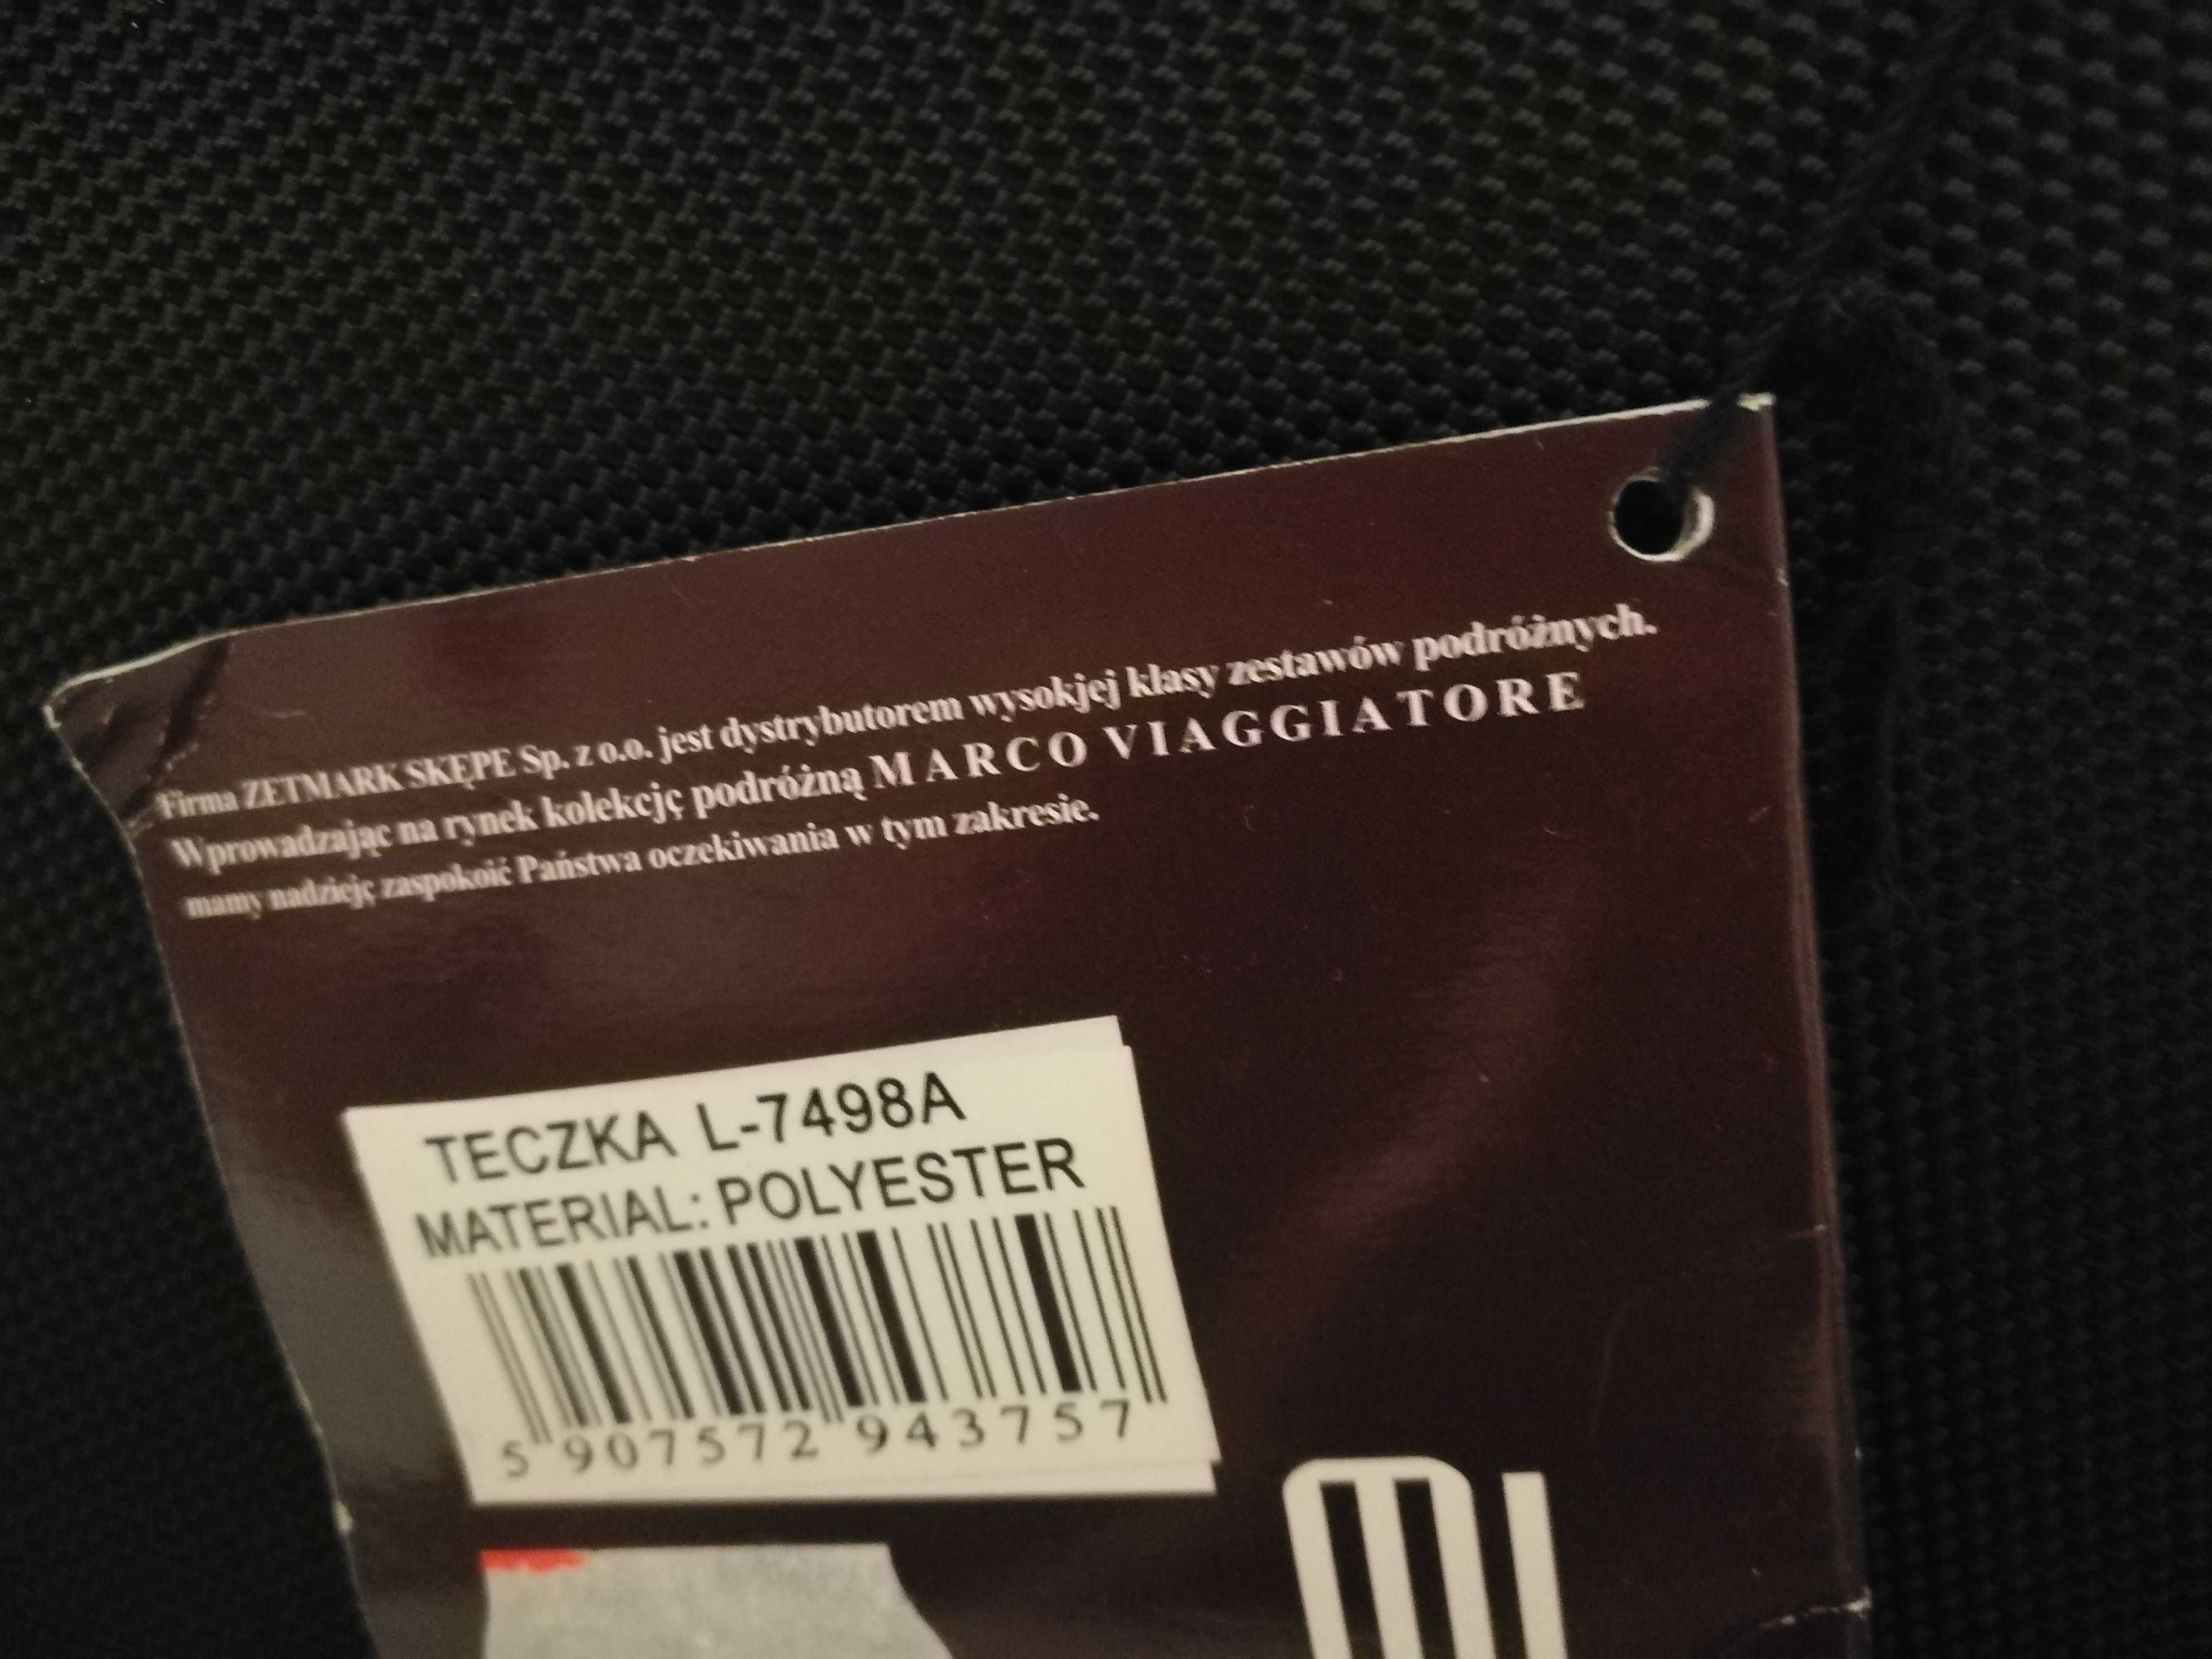 Firma ZETMARK SKĘPE Sp. z o.o. jest dystrybutorem wysokjej klasy zestawów podróżnych.
Wprowadzając na rynek kolekcję podróżną MARCO VIAGGIATORE
mamy nadzieję zaspokoić Państwa oczekiwania w tym zakresie.
TECZKA L-7498A
MATERIAL: POLYESTER
5 907572 943757